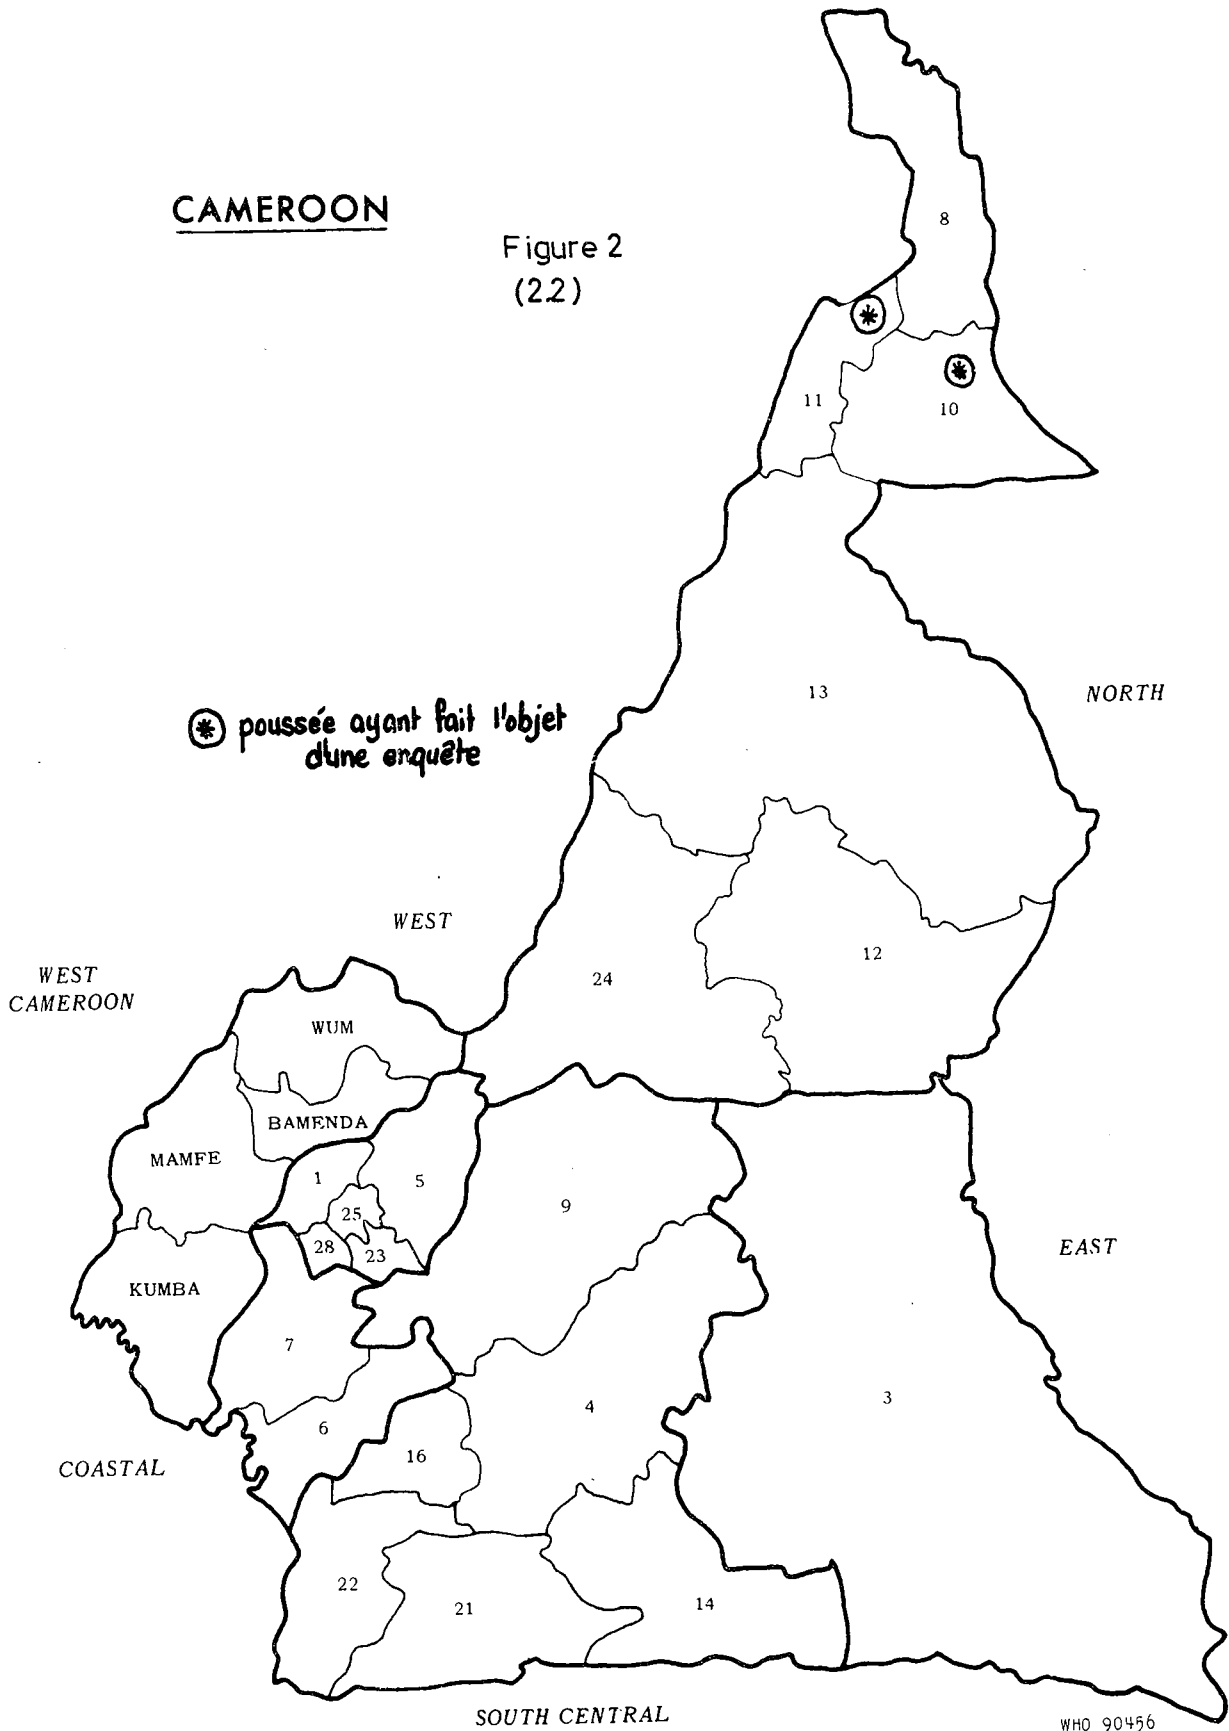 CAMEROON
Figure 2
(2.2)
8
11
10
13
NORTH
⊛ poussée ayant fait l'objet
d'une enquête
WEST
WEST
CAMEROON
24
12
WUM
BAMENDA
MAMFE
1
5
25
9
28
23
EAST
KUMBA
7
3
4
6
16
COASTAL
22
21
14
SOUTH CENTRAL
WHO 90456